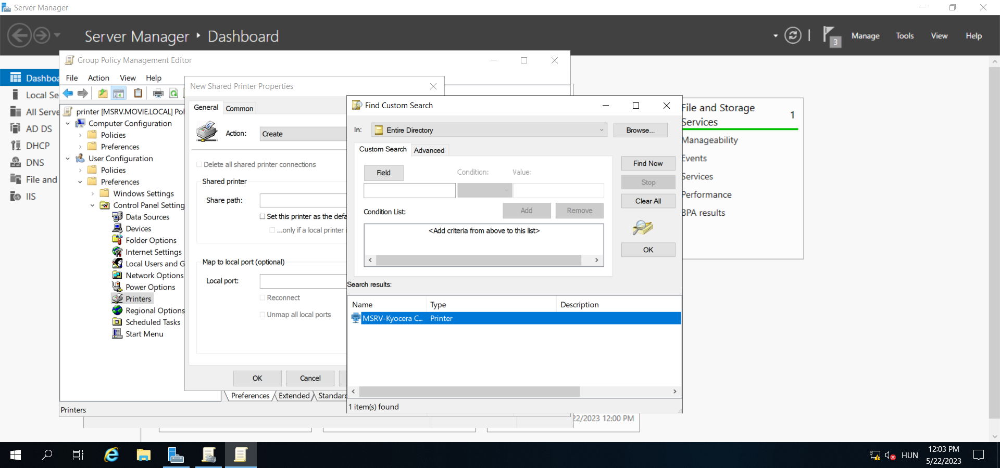 Server Manager
Server Manager ‣ Dashboard
3
Manage
Tools
View
Help
Group Policy Management Editor
File
Action
View
Help
Local Se
All Serve
AD DS
DHCP
DNS
File and
IIS
Dashboa
printer [MSRV.MOVIE.LOCAL] Pol
Computer Configuration
Policies
Preferences
User Configuration
Policies
Preferences
Windows Settings
Control Panel Setting
Data Sources
Devices
Folder Options
Internet Settings
Local Users and G
Network Options
Power Options
Printers
Regional Options
Scheduled Tasks
Start Menu
Printers
New Shared Printer Properties
General
Common
Action:
Create
Delete all shared printer connections
Shared printer
Share path:
Set this printer as the defa
...only if a local printer i
Map to local port (optional)
Local port:
Reconnect
Unmap all local ports
OK
Cancel
Preferences
Extended
Standard
Find Custom Search
In:
Entire Directory
Browse...
Custom Search
Advanced
Field
Condition:
Value:
Find Now
Stop
Clear All
Condition List:
Add
Remove
<Add criteria from above to this list>
OK
Search results:
Name
Type
Description
MSRV-Kyocera C...
Printer
1 item(s) found
File and Storage
Services
1
Manageability
Events
Services
Performance
BPA results
22/2023 12:00 PM
HUN
12:03 PM
5/22/2023